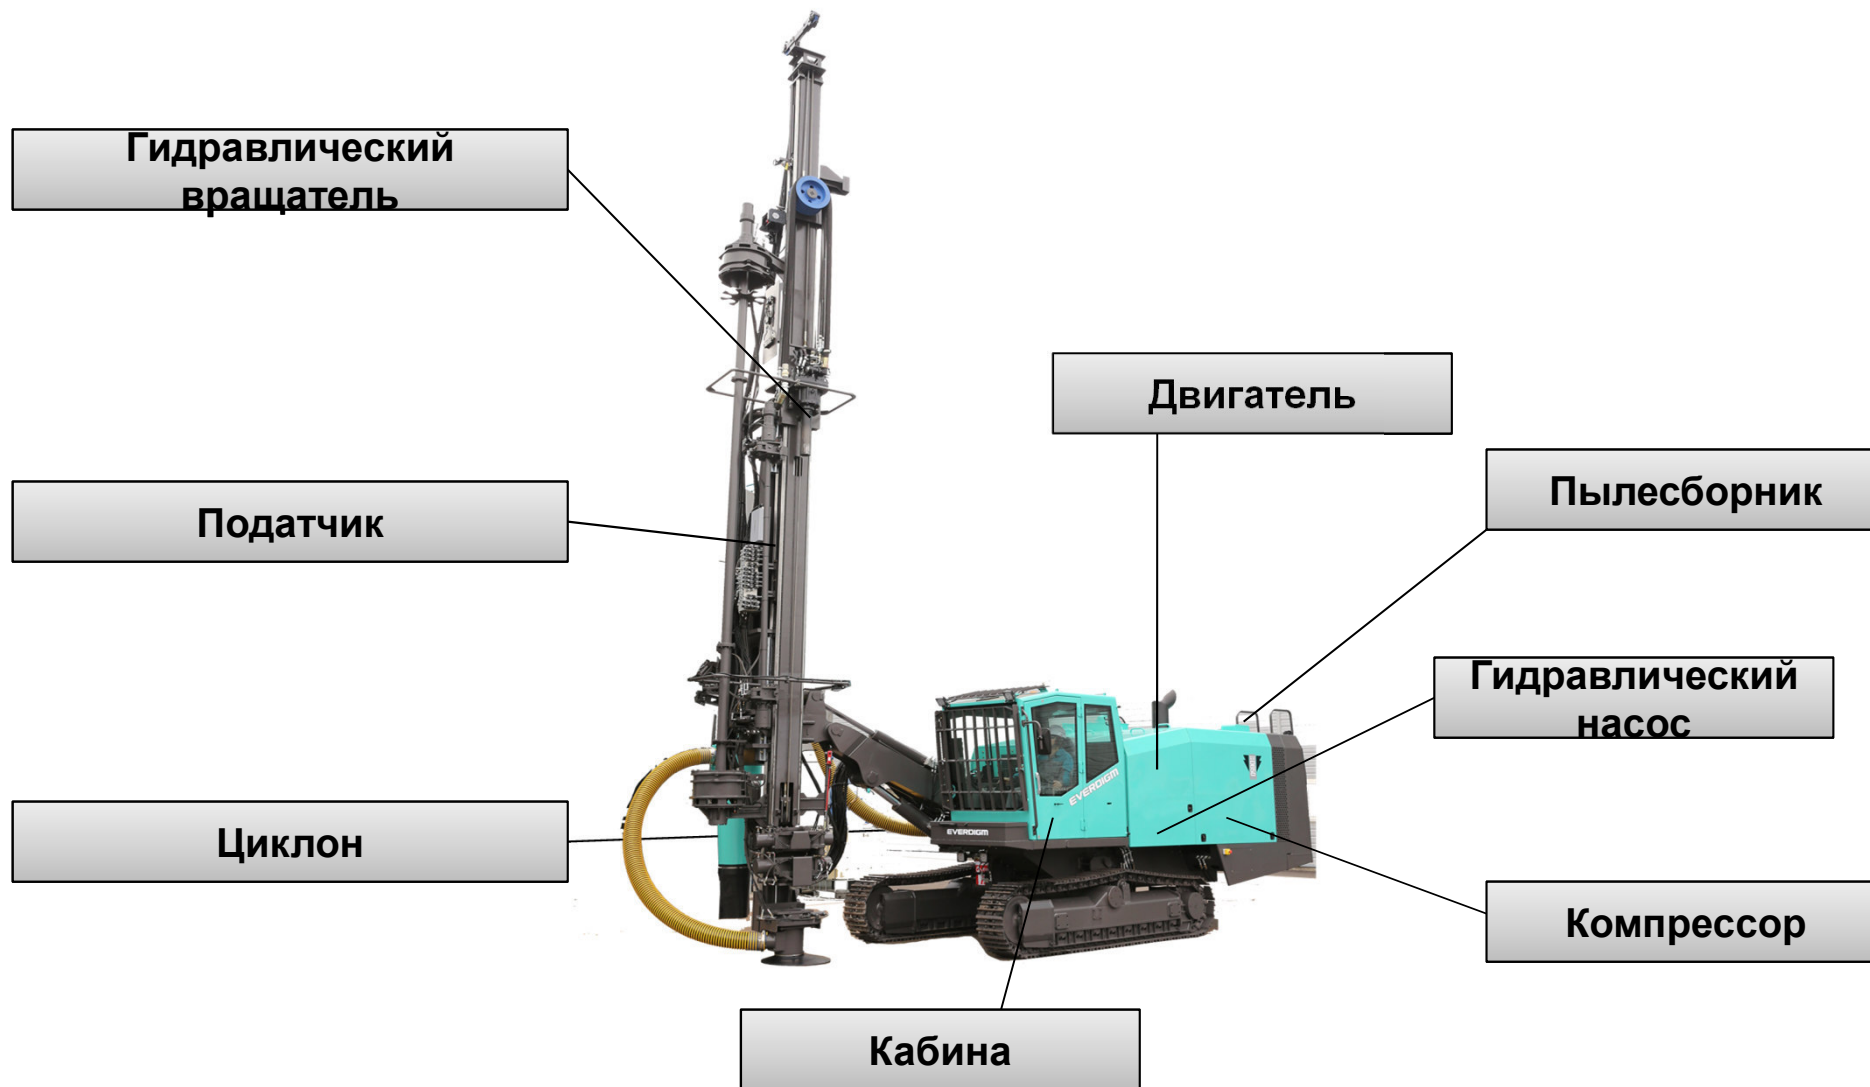 Гидравлический
вращатель
Двигатель
Пылесборник
Податчик
Гидравлический
насос
Циклон
EVERDIGM
EVERDIGM
Компрессор
Кабина